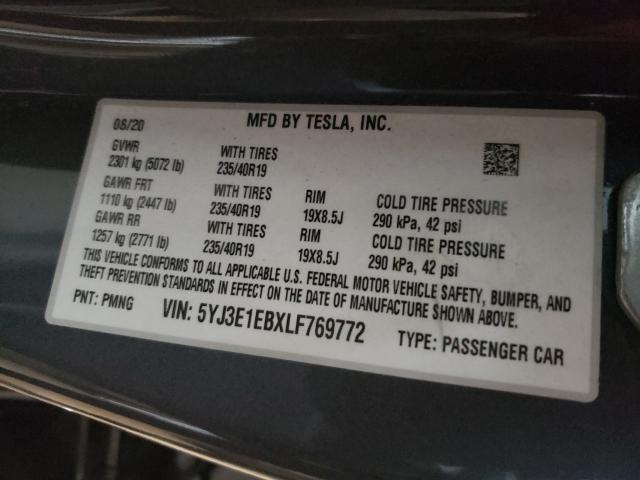 08/20 MFD BY TESLA, INC.
GVWR WITH TIRES
2301 kg (5072 lb) 235/40R19
GAWR FRT WITH TIRES RIM COLD TIRE PRESSURE
1110 kg (2447 lb) 235/40R19 19X8.5J 290 kPa, 42 psi
GAWR RR WITH TIRES RIM COLD TIRE PRESSURE
1257 kg (2771 lb) 235/40R19 19X8.5J 290 kPa, 42 psi
THIS VEHICLE CONFORMS TO ALL APPLICABLE U.S. FEDERAL MOTOR VEHICLE SAFETY, BUMPER, AND
THEFT PREVENTION STANDARDS IN EFFECT ON THE DATE OF MANUFACTURE SHOWN ABOVE.
PNT: PMNG VIN: 5YJ3E1EBXLF769772 TYPE: PASSENGER CAR